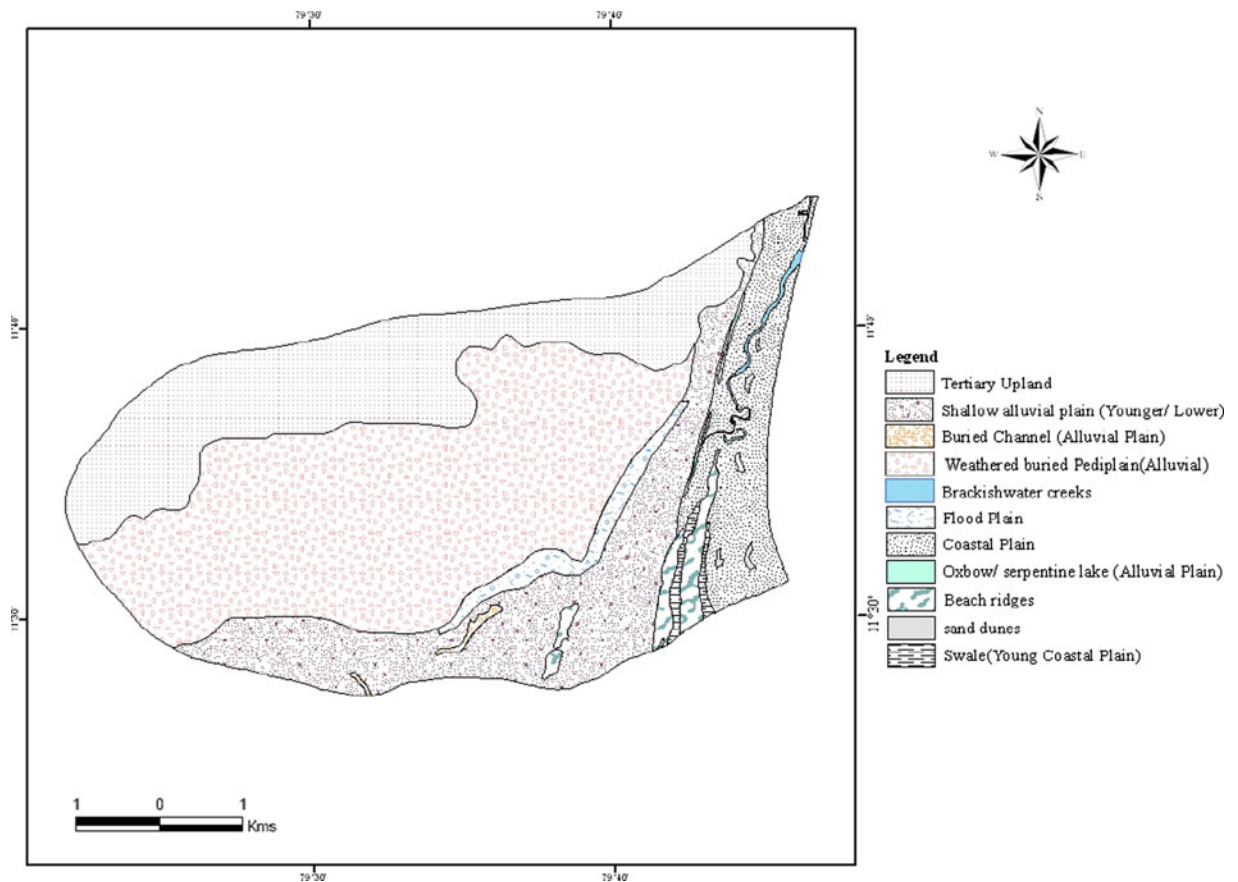 79°30'
79°40'
N
W
E
S
11°40'
Legend
Tertiary Upland
Shallow alluvial plain (Younger/ Lower)
Buried Channel (Alluvial Plain)
Weathered buried Pediplain(Alluvial)
Brackishwater creeks
Flood Plain
Coastal Plain
Oxbow/ serpentine lake (Alluvial Plain)
Beach ridges
sand dunes
Swale(Young Coastal Plain)
11°30'
11°30'
1 0 1
Kms
79°30'
79°40'